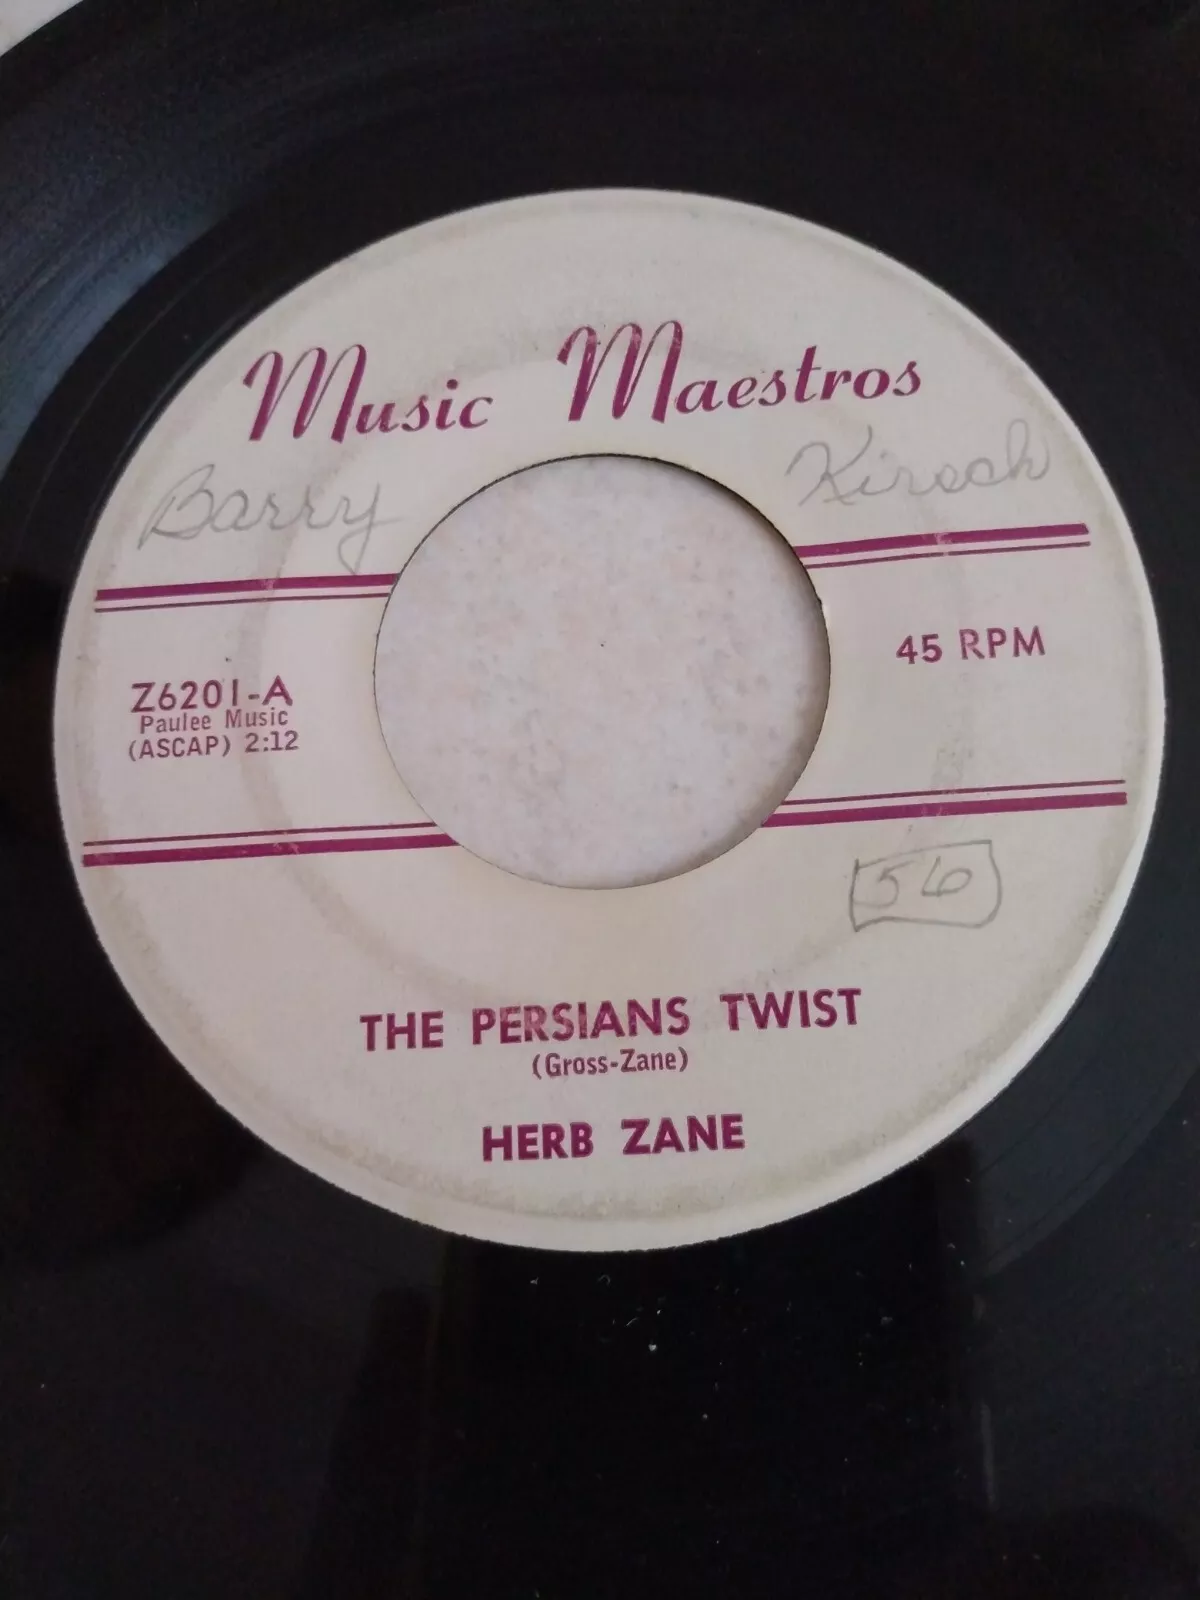 Music Maestros
Barry Kirsch
45 RPM
Z6201-A
Paulee Music
(ASCAP) 2:12
56
THE PERSIANS TWIST
(Gross-Zane)
HERB ZANE